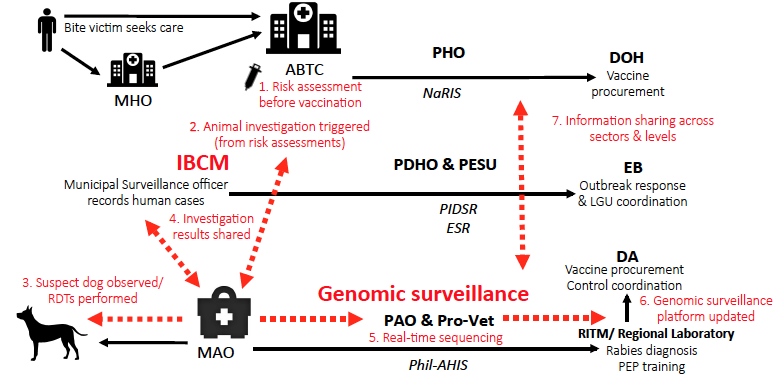 Bite victim seeks care
MHO
ABTC
1. Risk assessment
before vaccination
PHO
NaRIS
DOH
Vaccine
procurement
2. Animal investigation triggered
(from risk assessments)
7. Information sharing across
sectors & levels
IBCM
Municipal Surveillance officer
records human cases
PDHO & PESU
PIDSR
ESR
EB
Outbreak response
& LGU coordination
4. Investigation
results shared
DA
Vaccine procurement
Control coordination
3. Suspect dog observed/
RDTs performed
MAO
Genomic surveillance
PAO & Pro-Vet
5. Real-time sequencing
Phil-AHIS
6. Genomic surveillance
platform updated
RITM/ Regional Laboratory
Rabies diagnosis
PEP training